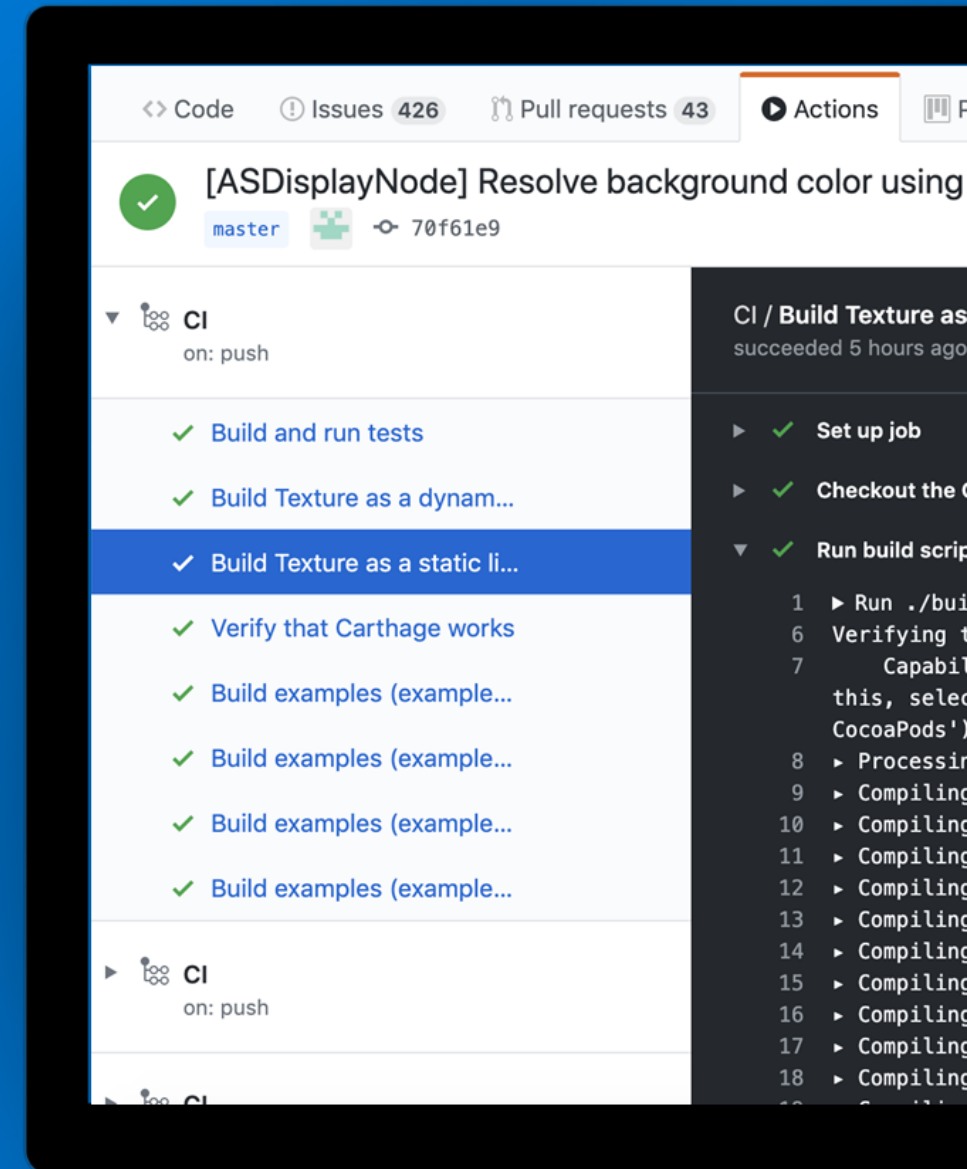 Code Issues 426 Pull requests 43 Actions
[ASDisplayNode] Resolve background color using
master 70f61e9
CI
on: push
Build and run tests
Build Texture as a dynam...
Build Texture as a static li...
Verify that Carthage works
Build examples (example...
Build examples (example...
Build examples (example...
Build examples (example...
CI
on: push
CI
CI / Build Texture as
succeeded 5 hours ago
Set up job
Checkout the
Run build scrip
1 Run ./bui
6 Verifying t
7 Capabil
this, selec
CocoaPods')
8 Processin
9 Compiling
10 Compiling
11 Compiling
12 Compiling
13 Compiling
14 Compiling
15 Compiling
16 Compiling
17 Compiling
18 Compiling